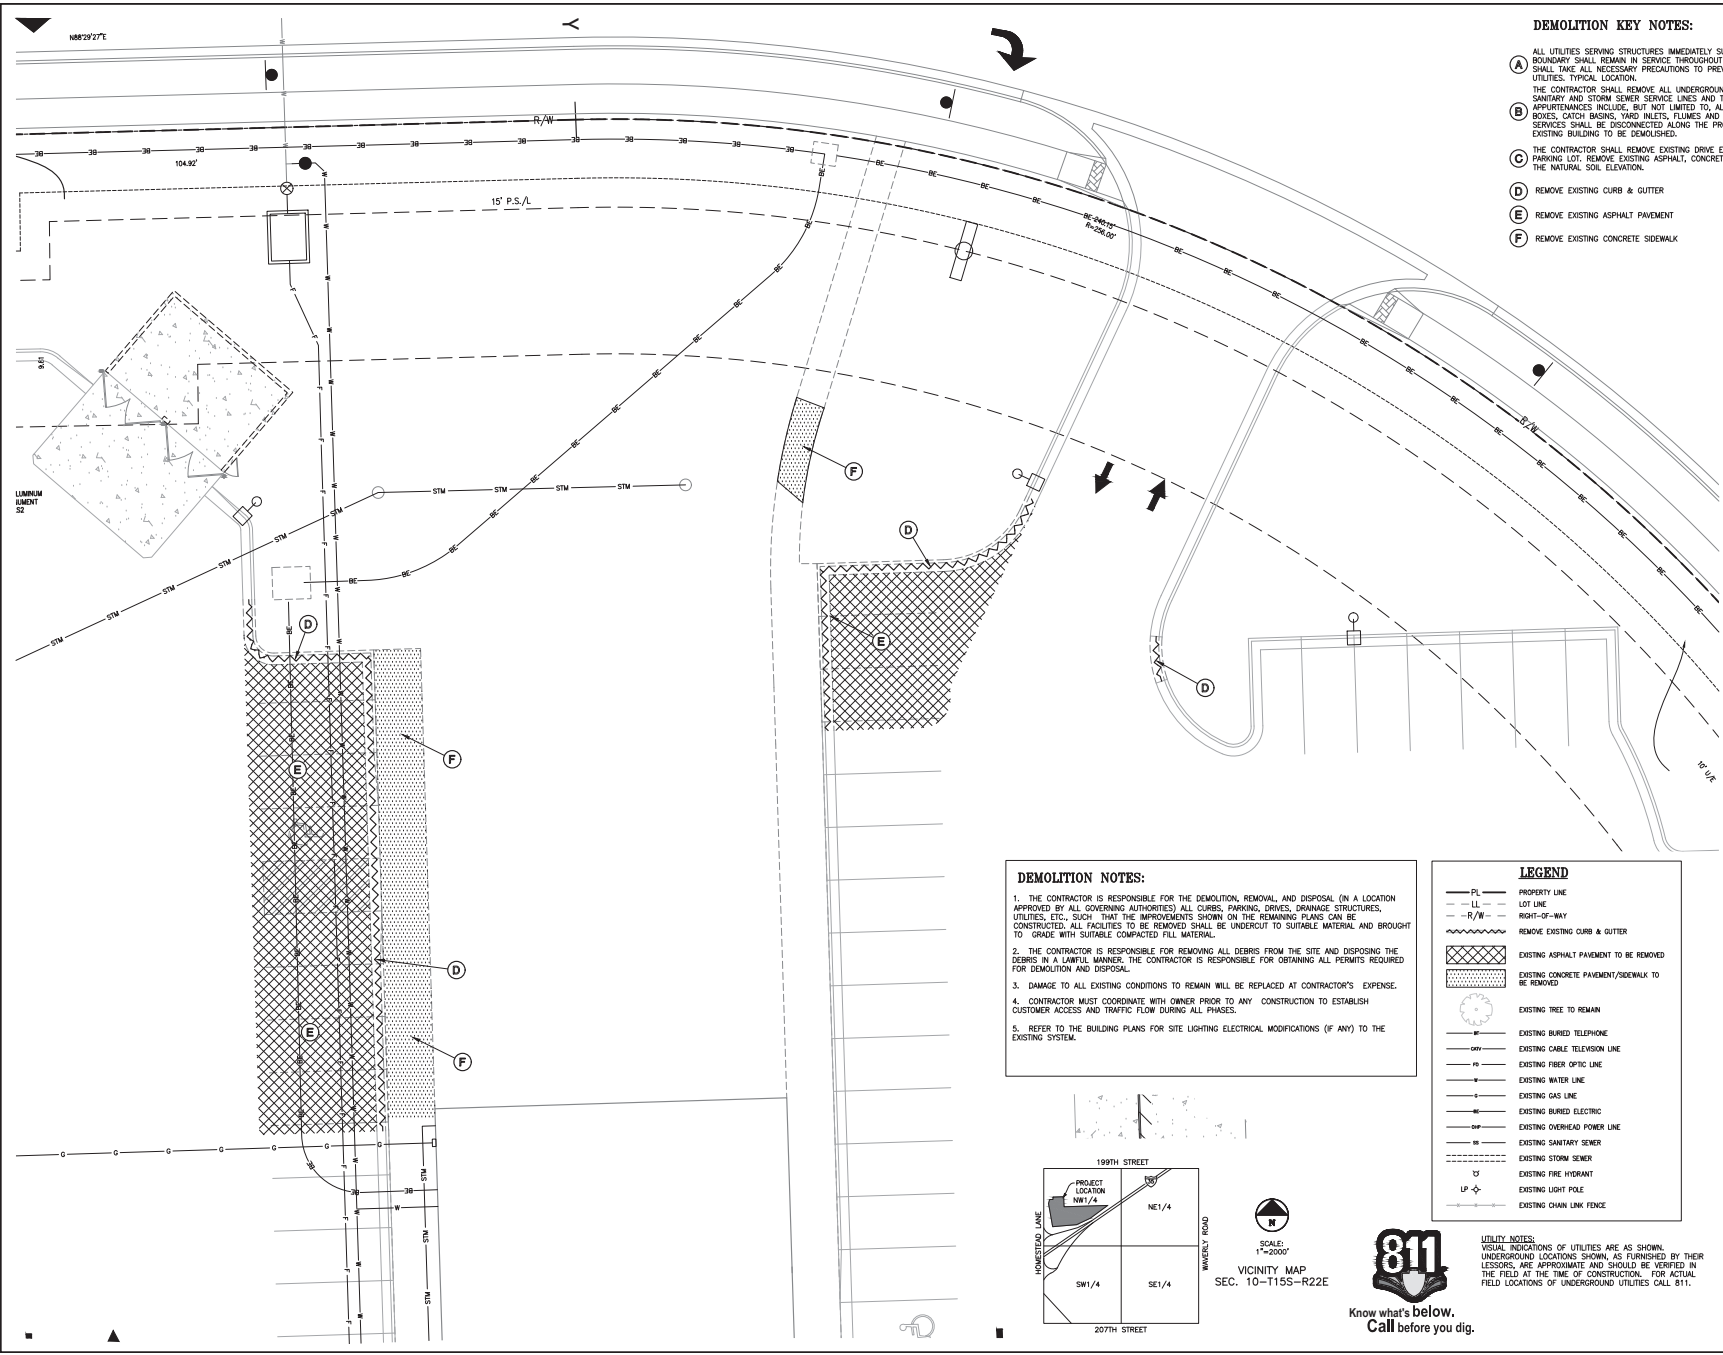 N88°29'27"E
R/W
104.92'
15' P.S./L
BE 240.15'
R=256.00'
R/W
9.61
LUMINUM
IUMENT
S2
10' U/E
DEMOLITION KEY NOTES:
A ALL UTILITIES SERVING STRUCTURES IMMEDIATELY
BOUNDARY SHALL REMAIN IN SERVICE THROUGHOUT
SHALL TAKE ALL NECESSARY PRECAUTIONS TO
UTILITIES. TYPICAL LOCATION.
B THE CONTRACTOR SHALL REMOVE ALL
SANITARY AND STORM SEWER SERVICE LINES AND
APPURTENANCES INCLUDE, BUT NOT LIMITED TO,
BOXES, CATCH BASINS, YARD INLETS, FLUMES AND
SERVICES SHALL BE DISCONNECTED ALONG THE
EXISTING BUILDING TO BE DEMOLISHED.
C THE CONTRACTOR SHALL REMOVE EXISTING DRIVE
PARKING LOT. REMOVE EXISTING ASPHALT,
THE NATURAL SOIL ELEVATION.
D REMOVE EXISTING CURB & GUTTER
E REMOVE EXISTING ASPHALT PAVEMENT
F REMOVE EXISTING CONCRETE SIDEWALK
F
D
E
D
D
F
E
D
E
F
DEMOLITION NOTES:
1. THE CONTRACTOR IS RESPONSIBLE FOR THE DEMOLITION, REMOVAL, AND DISPOSAL (IN A LOCATION
APPROVED BY ALL GOVERNING AUTHORITIES) ALL CURBS, PARKING, DRIVES, DRAINAGE STRUCTURES,
UTILITIES, ETC., SUCH THAT THE IMPROVEMENTS SHOWN ON THE REMAINING PLANS CAN BE
CONSTRUCTED. ALL FACILITIES TO BE REMOVED SHALL BE UNDERCUT TO SUITABLE MATERIAL AND BROUGHT
TO GRADE WITH SUITABLE COMPACTED FILL MATERIAL.
2. THE CONTRACTOR IS RESPONSIBLE FOR REMOVING ALL DEBRIS FROM THE SITE AND DISPOSING THE
DEBRIS IN A LAWFUL MANNER. THE CONTRACTOR IS RESPONSIBLE FOR OBTAINING ALL PERMITS REQUIRED
FOR DEMOLITION AND DISPOSAL.
3. DAMAGE TO ALL EXISTING CONDITIONS TO REMAIN WILL BE REPLACED AT CONTRACTOR'S EXPENSE.
4. CONTRACTOR MUST COORDINATE WITH OWNER PRIOR TO ANY CONSTRUCTION TO ESTABLISH
CUSTOMER ACCESS AND TRAFFIC FLOW DURING ALL PHASES.
5. REFER TO THE BUILDING PLANS FOR SITE LIGHTING ELECTRICAL MODIFICATIONS (IF ANY) TO THE
EXISTING SYSTEM.
LEGEND
PL PROPERTY LINE
LL LOT LINE
R/W RIGHT-OF-WAY
REMOVE EXISTING CURB & GUTTER
EXISTING ASPHALT PAVEMENT TO BE REMOVED
EXISTING CONCRETE PAVEMENT/SIDEWALK TO
BE REMOVED
EXISTING TREE TO REMAIN
BT EXISTING BURIED TELEPHONE
CATV EXISTING CABLE TELEVISION LINE
FO EXISTING FIBER OPTIC LINE
W EXISTING WATER LINE
G EXISTING GAS LINE
BE EXISTING BURIED ELECTRIC
OHP EXISTING OVERHEAD POWER LINE
SS EXISTING SANITARY SEWER
EXISTING STORM SEWER
EXISTING FIRE HYDRANT
LP EXISTING LIGHT POLE
EXISTING CHAIN LINK FENCE
199TH STREET
PROJECT
LOCATION
NW1/4
NE1/4
SW1/4
SE1/4
HOMESTEAD LANE
WAVERLY ROAD
207TH STREET
N
SCALE:
1"=2000'
VICINITY MAP
SEC. 10-T15S-R22E
811
Know what's below.
Call before you dig.
UTILITY NOTES:
VISUAL INDICATIONS OF UTILITIES ARE AS SHOWN.
UNDERGROUND LOCATIONS SHOWN, AS FURNISHED BY THEIR
LESSORS, ARE APPROXIMATE AND SHOULD BE VERIFIED IN
THE FIELD AT THE TIME OF CONSTRUCTION. FOR ACTUAL
FIELD LOCATIONS OF UNDERGROUND UTILITIES CALL 811.